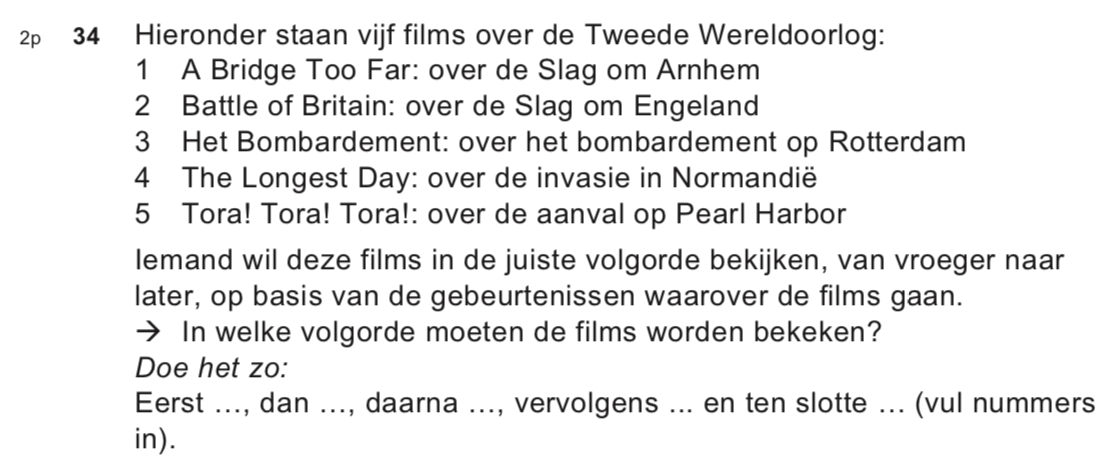 2p 34 Hieronder staan vijf films over de Tweede Wereldoorlog:
1 A Bridge Too Far: over de Slag om Arnhem
2 Battle of Britain: over de Slag om Engeland
3 Het Bombardement: over het bombardement op Rotterdam
4 The Longest Day: over de invasie in Normandië
5 Tora! Tora! Tora!: over de aanval op Pearl Harbor
Iemand wil deze films in de juiste volgorde bekijken, van vroeger naar
later, op basis van de gebeurtenissen waarover de films gaan.
→ In welke volgorde moeten de films worden bekeken?
Doe het zo:
Eerst …, dan …, daarna …, vervolgens … en ten slotte … (vul nummers
in).